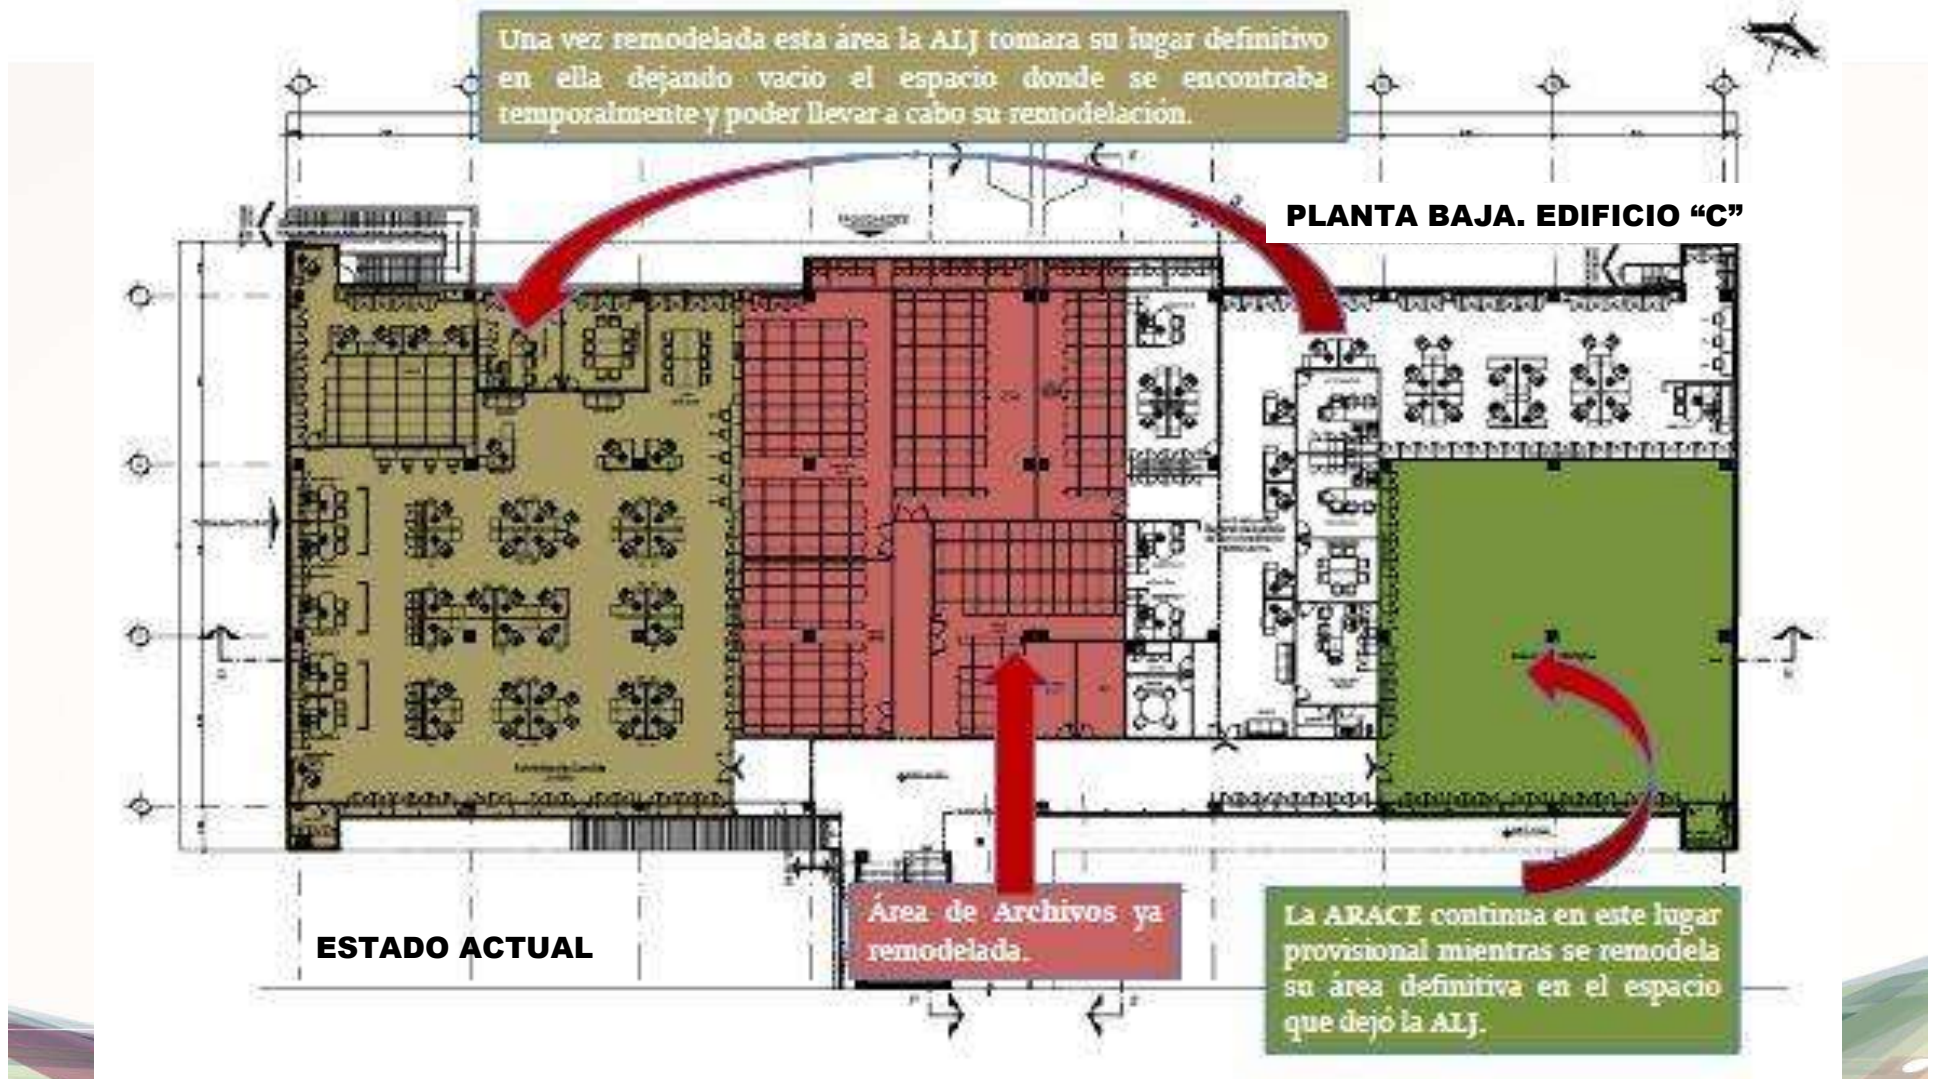 Una vez remodelada esta área la ALJ tomara su lugar definitivo
en ella dejando vacio el espacio donde se encontraba
temporalmente y poder llevar a cabo su remodelación.
PLANTA BAJA. EDIFICIO “C”
Área de Archivos ya
remodelada.
ESTADO ACTUAL
La ARACE continua en este lugar
provisional mientras se remodela
su área definitiva en el espacio
que dejó la ALJ.